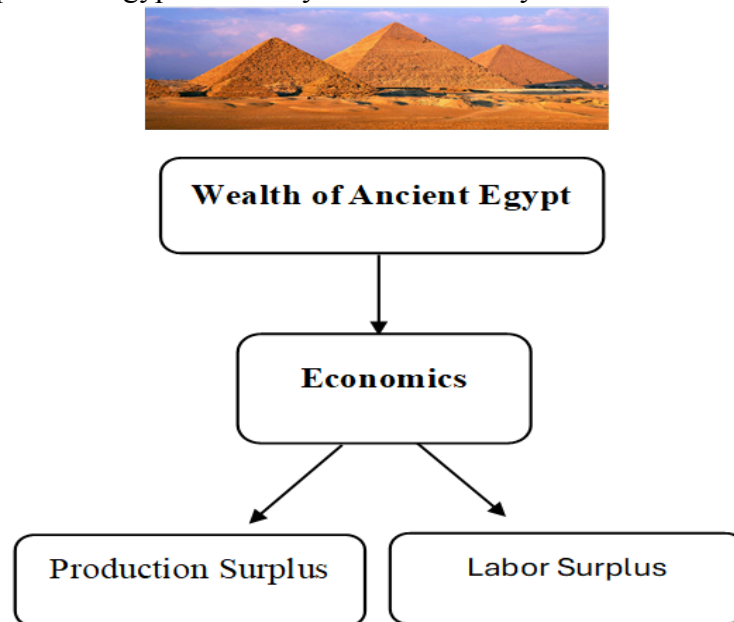 Wealth of Ancient Egypt
Economics
Production Surplus
Labor Surplus